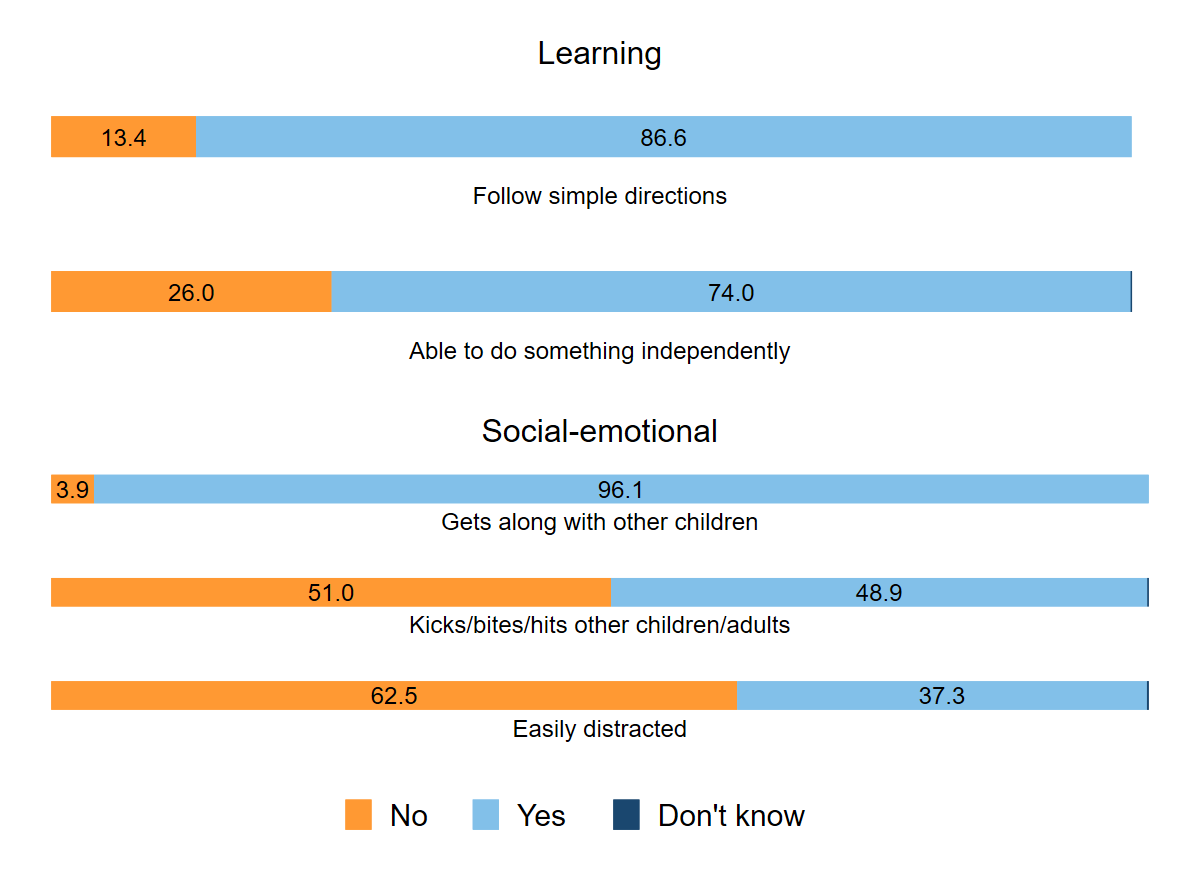 Learning
13.4 86.6
Follow simple directions
26.0 74.0
Able to do something independently
Social-emotional
3.9 96.1
Gets along with other children
51.0 48.9
Kicks/bites/hits other children/adults
62.5 37.3
Easily distracted
No Yes Don't know